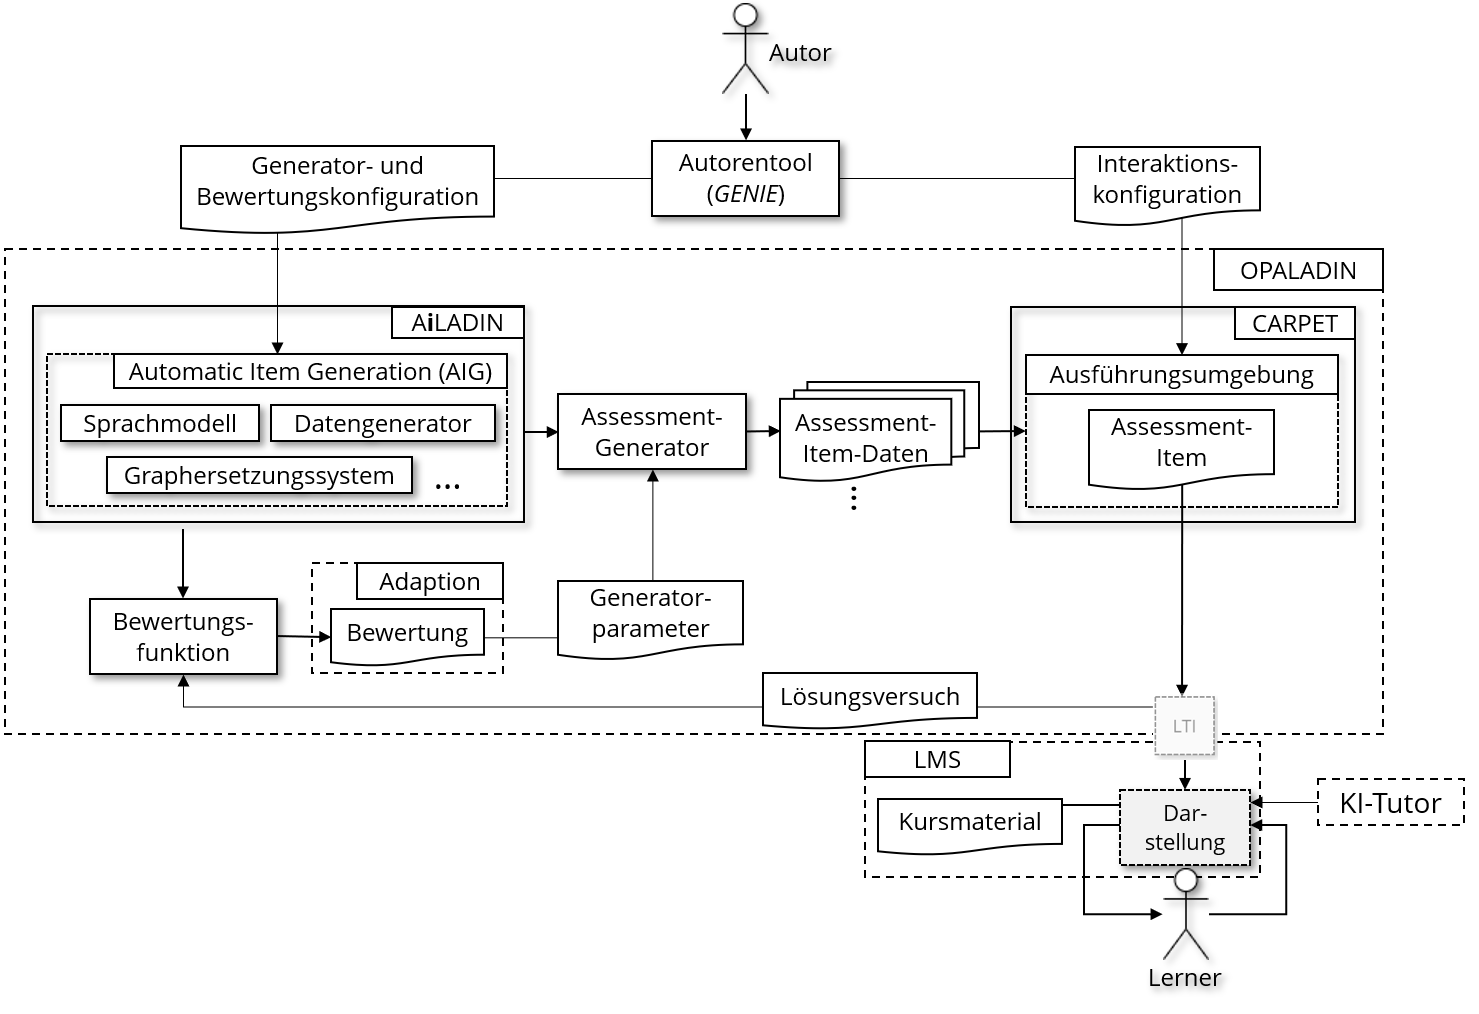 Autor
Generator- und
Bewertungskonfiguration
Autorentool
(GENIE)
Interaktions-
konfiguration
OPALADIN
AiLADIN
CARPET
Automatic Item Generation (AIG)
Sprachmodell
Datengenerator
Graphersetzungssystem
...
Assessment-
Generator
Assessment-
Item-Daten
Ausführungsumgebung
Assessment-
Item
Adaption
Bewertung
Bewertungs-
funktion
Generator-
parameter
Lösungsversuch
LTI
LMS
Kursmaterial
Dar-
stellung
KI-Tutor
Lerner